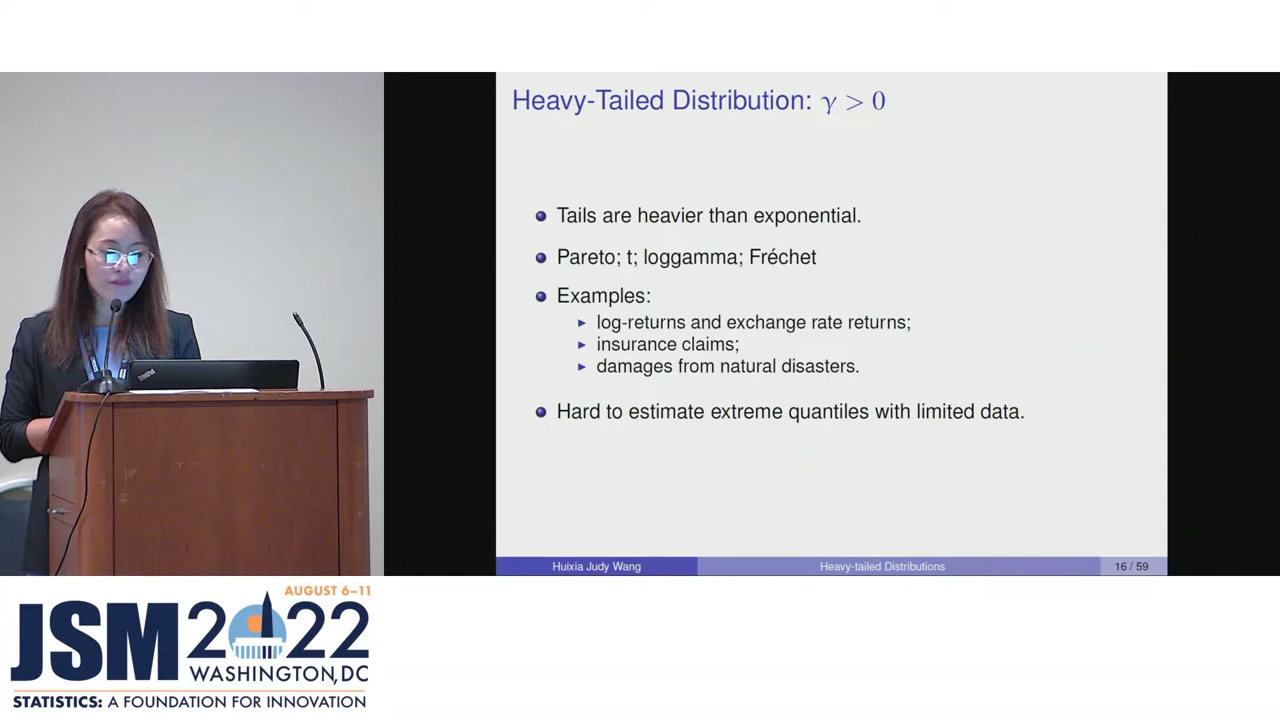 Heavy-Tailed Distribution: γ > 0
Tails are heavier than exponential.
Pareto; t; loggamma; Fréchet
Examples:
log-returns and exchange rate returns;
insurance claims;
damages from natural disasters.
Hard to estimate extreme quantiles with limited data.
Huixia Judy Wang
Heavy-tailed Distributions
16 / 59
ThinkPad
AUGUST 6–11
JSM 2022
WASHINGTON, DC
STATISTICS: A FOUNDATION FOR INNOVATION